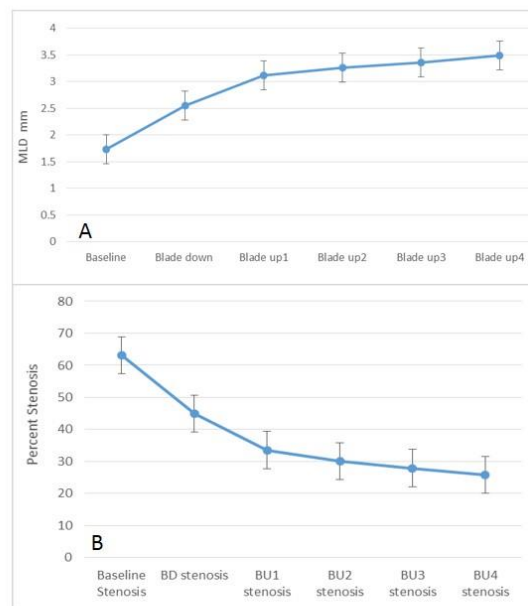 4
3.5
3
2.5
2
1.5
1
0.5
0
MLD mm
A
Baseline Blade down Blade up1 Blade up2 Blade up3 Blade up4
80
70
60
50
40
30
20
10
0
Percent Stenosis
B
Baseline BD stenosis BU1 BU2 BU3 BU4
Stenosis stenosis stenosis stenosis stenosis